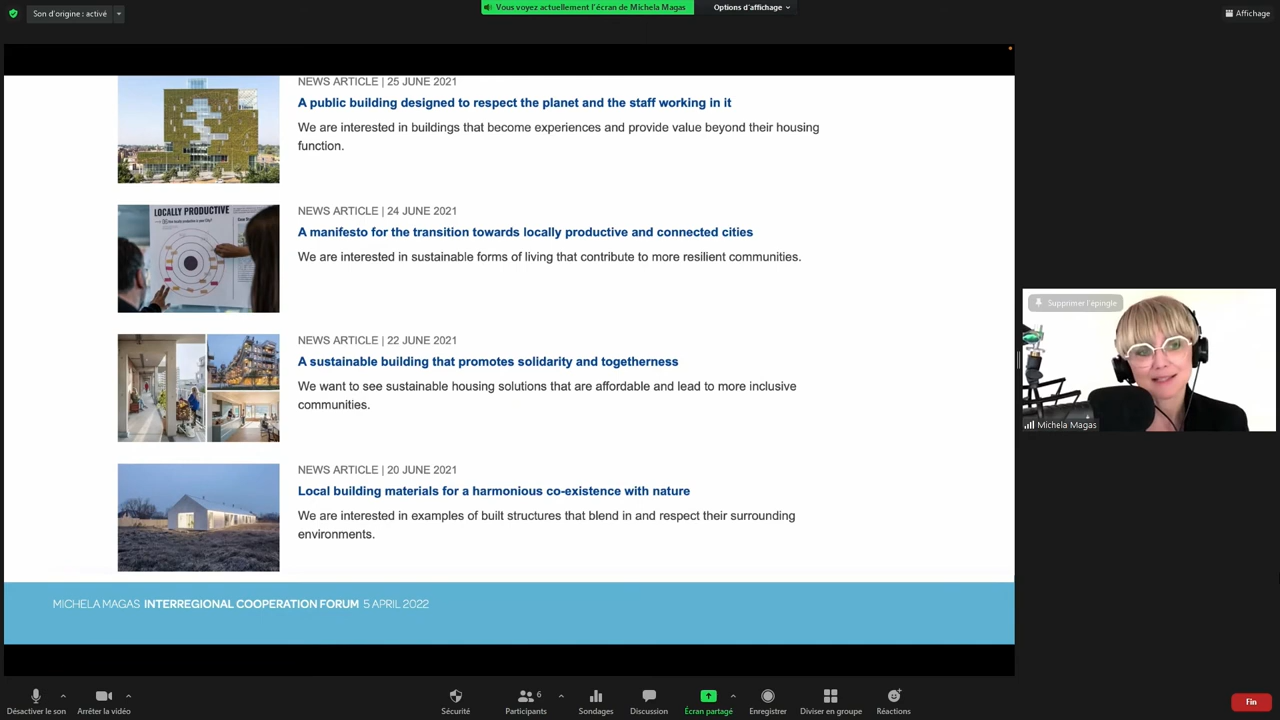 Son d'origine : activé
Vous voyez actuellement l'écran de Michela Magas
Options d'affichage
Affichage
NEWS ARTICLE | 25 JUNE 2021
A public building designed to respect the planet and the staff working in it
We are interested in buildings that become experiences and provide value beyond their housing
function.
LOCALLY PRODUCTIVE
NEWS ARTICLE | 24 JUNE 2021
A manifesto for the transition towards locally productive and connected cities
We are interested in sustainable forms of living that contribute to more resilient communities.
NEWS ARTICLE | 22 JUNE 2021
A sustainable building that promotes solidarity and togetherness
We want to see sustainable housing solutions that are affordable and lead to more inclusive
communities.
NEWS ARTICLE | 20 JUNE 2021
Local building materials for a harmonious co-existence with nature
We are interested in examples of built structures that blend in and respect their surrounding
environments.
MICHELA MAGAS INTERREGIONAL COOPERATION FORUM 5 APRIL 2022
Supprimer l'épingle
Michela Magas
Désactiver le son
Arrêter la vidéo
Sécurité
6
Participants
Sondages
Discussion
Écran partagé
Enregistrer
Diviser en groupe
Réactions
Fin